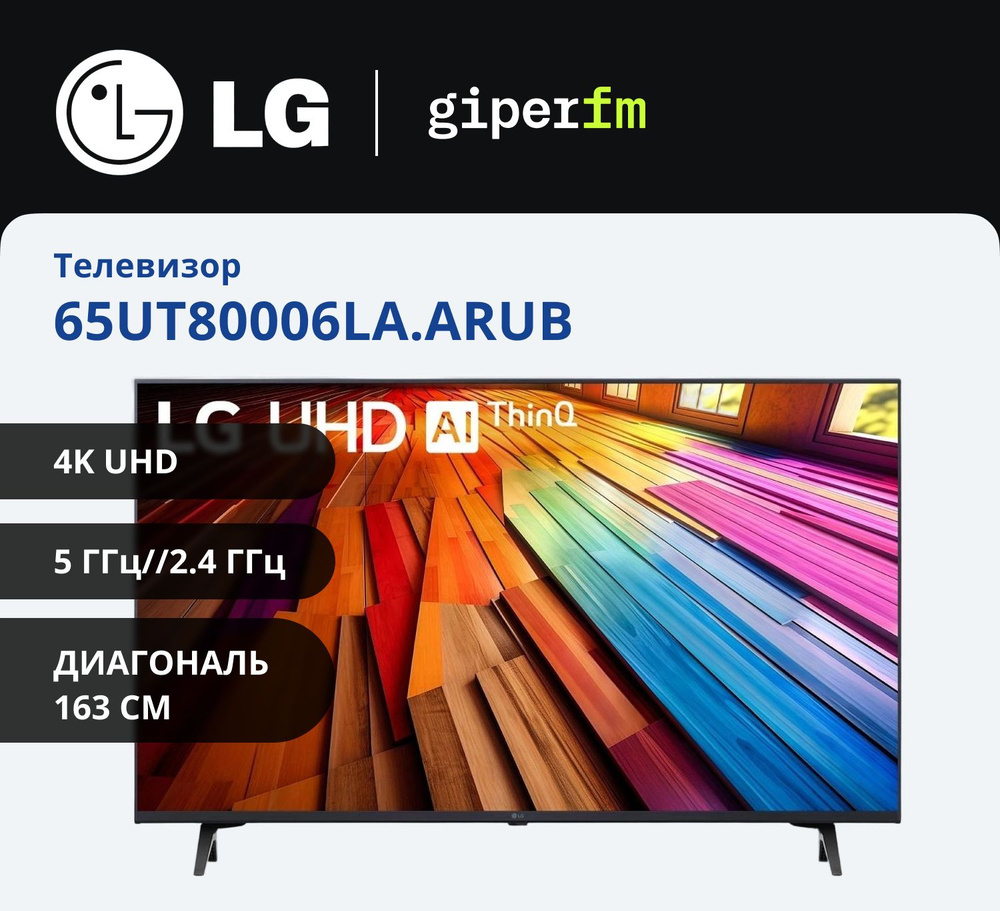 LG | giperfm
Телевизор
65UT80006LA.ARUB
LG UHD AI ThinQ
4K UHD
5 ГГц//2.4 ГГц
ДИАГОНАЛЬ
163 СМ
LG